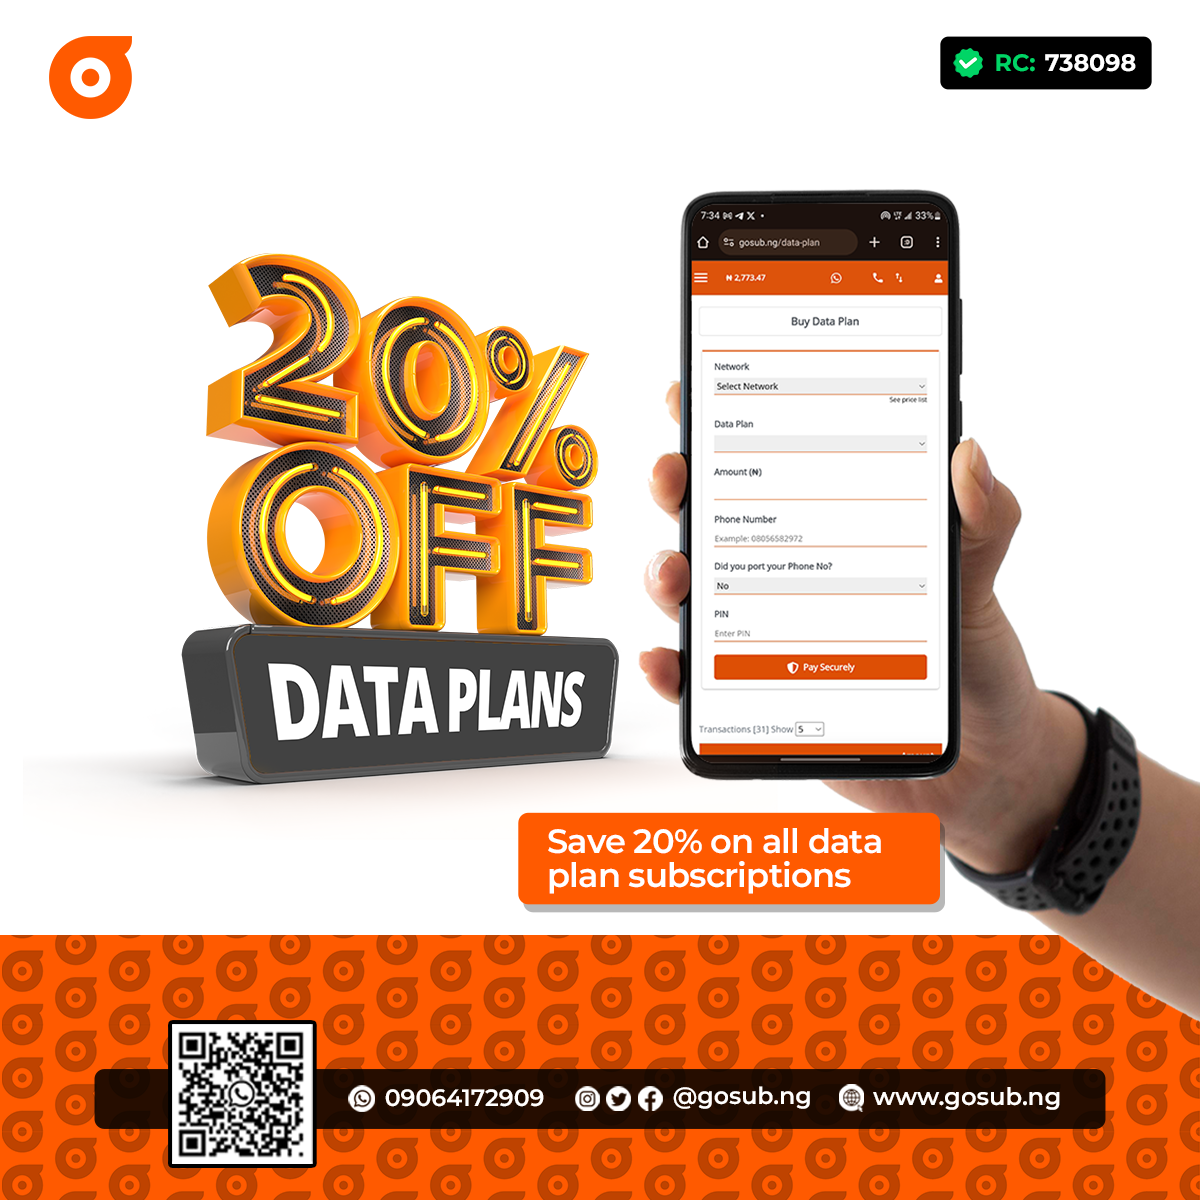 RC: 738098
20%
OFF
DATA PLANS
7:34
33%
gosub.ng/data-plan
₦ 2,773.47
Buy Data Plan
Network
Select Network
See price list
Data Plan
Amount (₦)
Phone Number
Example: 08056582972
Did you port your Phone No?
No
PIN
Enter PIN
Pay Securely
Transactions [31] Show 5
Save 20% on all data
plan subscriptions
09064172909
@gosub.ng
www.gosub.ng